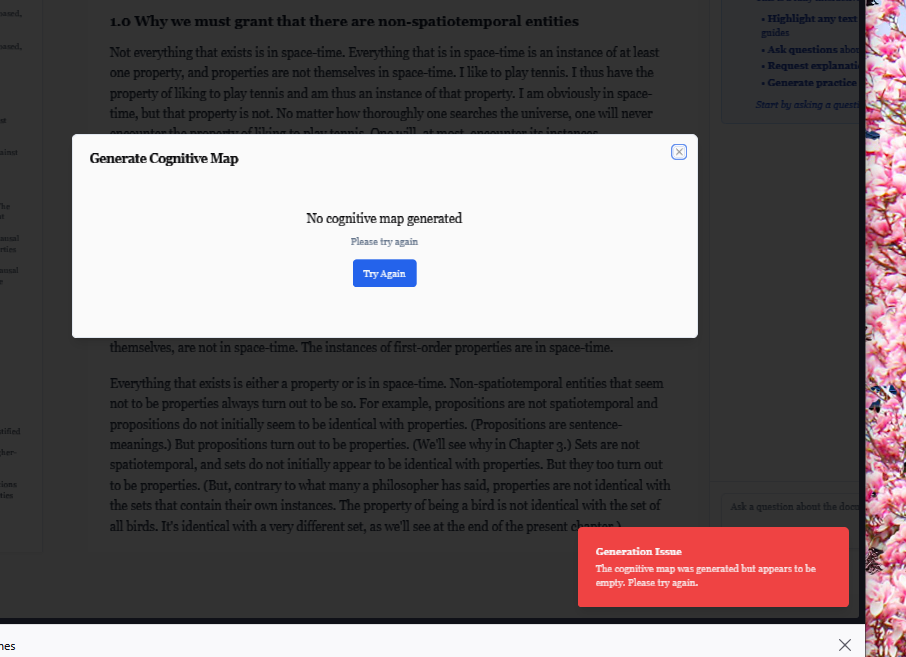 1.0 Why we must grant that there are non-spatiotemporal entities
Not everything that exists is in space-time. Everything that is in space-time is an instance of at least
one property, and properties are not themselves in space-time. I like to play tennis. I thus have the
property of liking to play tennis and am thus an instance of that property. I am obviously in space-
time, but that property is not. No matter how thoroughly one searches the universe, one will never
encounter the property of liking to play tennis. One will, at most, encounter its instances.
Generate Cognitive Map
No cognitive map generated
Please try again
Try Again
themselves, are not in space-time. The instances of first-order properties are in space-time.
Everything that exists is either a property or is in space-time. Non-spatiotemporal entities that seem
not to be properties always turn out to be so. For example, propositions are not spatiotemporal and
propositions do not initially seem to be identical with properties. (Propositions are sentence-
meanings.) But propositions turn out to be properties. (We'll see why in Chapter 3.) Sets are not
spatiotemporal, and sets do not initially appear to be identical with properties. But they too turn out
to be properties. (But, contrary to what many a philosopher has said, properties are not identical with
the sets that contain their own instances. The property of being a bird is not identical with the set of
all birds. It's identical with a very different set, as we'll see at the end of the present chapter.)
• Highlight any text
guides
• Ask questions abou
• Request explanati
• Generate practice
Start by asking a quest
Ask a question about the docu
Generation Issue
The cognitive map was generated but appears to be
empty. Please try again.
nes